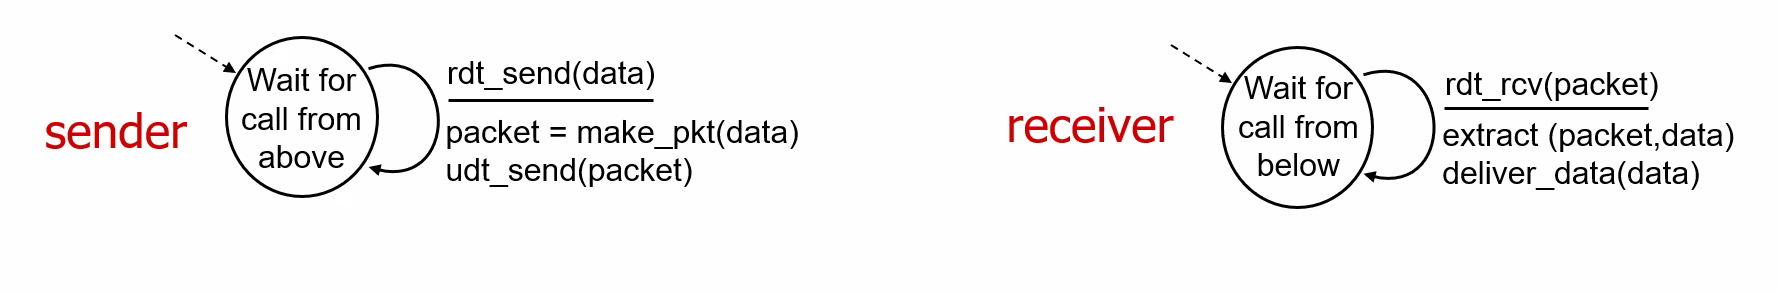 sender
Wait for
call from
above
rdt_send(data)
packet = make_pkt(data)
udt_send(packet)
receiver
Wait for
call from
below
rdt_rcv(packet)
extract (packet,data)
deliver_data(data)